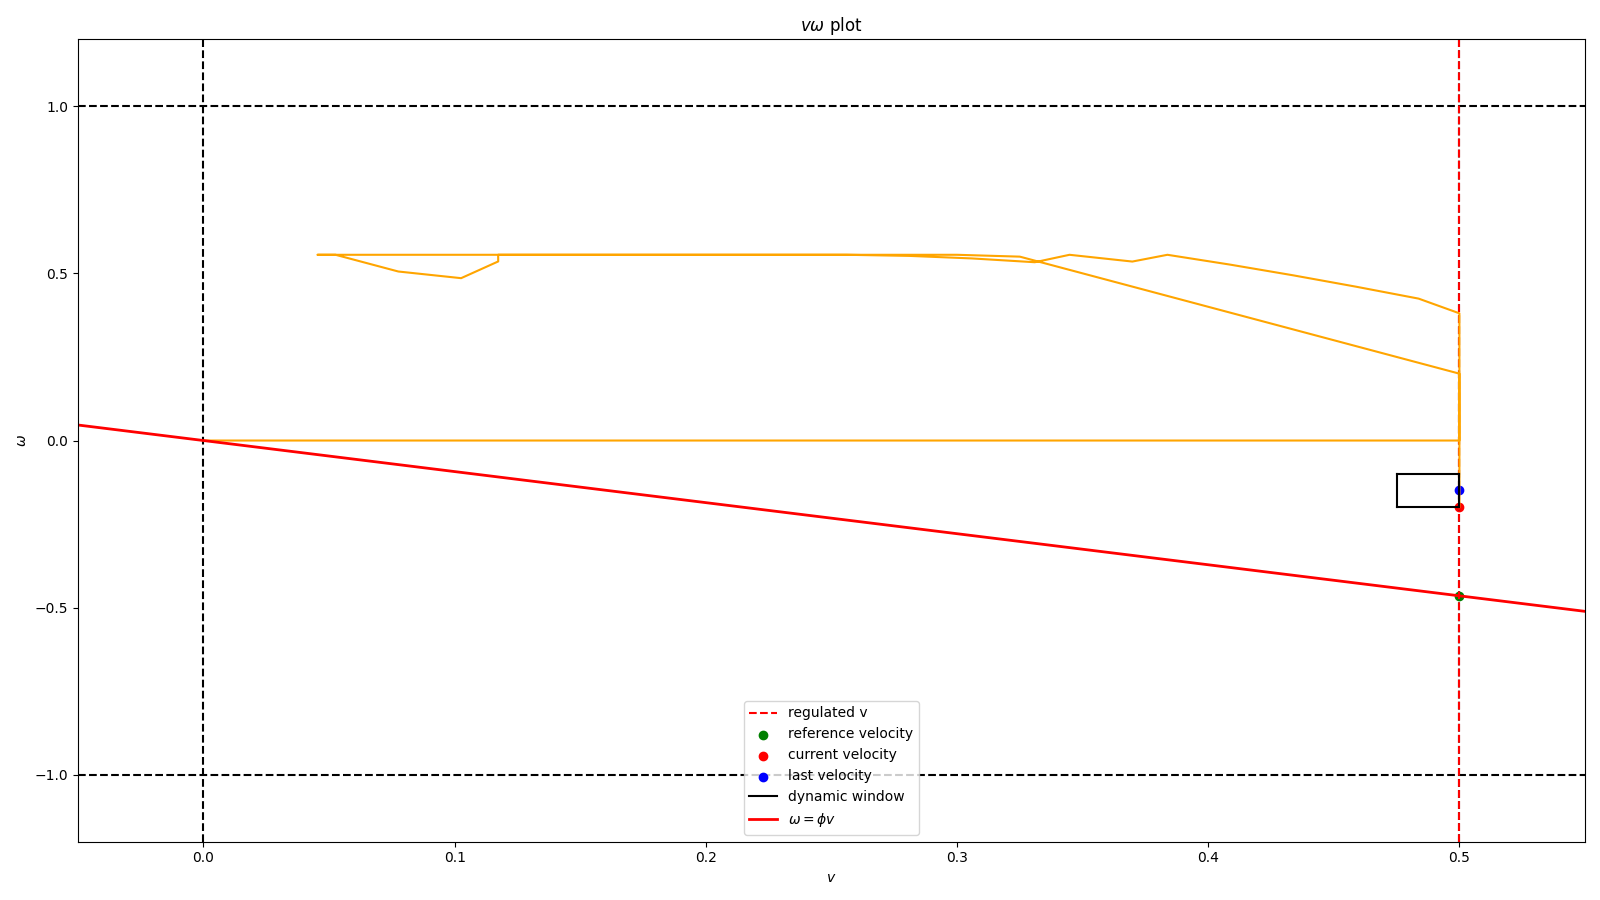 vω plot
1.0
0.5
0.0
−0.5
−1.0
ω
0.0 0.1 0.2 0.3 0.4 0.5
v
regulated v
reference velocity
current velocity
last velocity
dynamic window
ω = ϕv